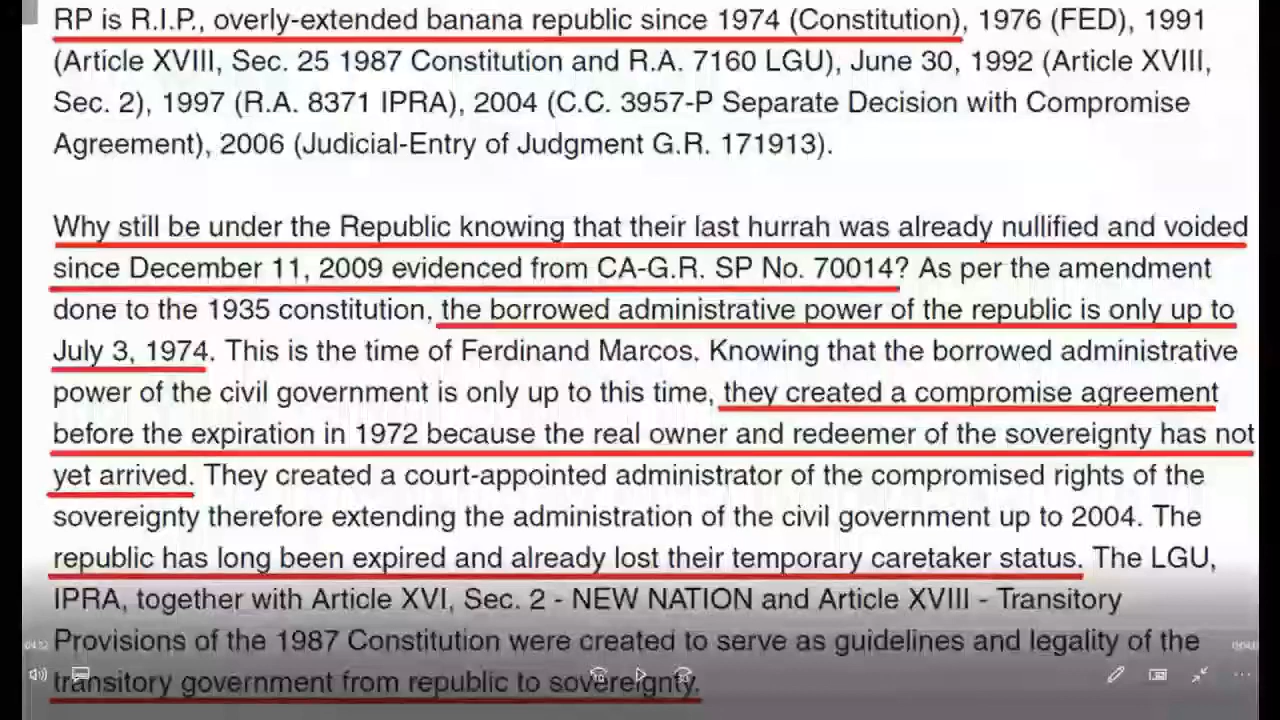 RP is R.I.P., overly-extended banana republic since 1974 (Constitution), 1976 (FED), 1991
(Article XVIII, Sec. 25 1987 Constitution and R.A. 7160 LGU), June 30, 1992 (Article XVIII,
Sec. 2), 1997 (R.A. 8371 IPRA), 2004 (C.C. 3957-P Separate Decision with Compromise
Agreement), 2006 (Judicial-Entry of Judgment G.R. 171913).
Why still be under the Republic knowing that their last hurrah was already nullified and voided
since December 11, 2009 evidenced from CA-G.R. SP No. 70014? As per the amendment
done to the 1935 constitution, the borrowed administrative power of the republic is only up to
July 3, 1974. This is the time of Ferdinand Marcos. Knowing that the borrowed administrative
power of the civil government is only up to this time, they created a compromise agreement
before the expiration in 1972 because the real owner and redeemer of the sovereignty has not
yet arrived. They created a court-appointed administrator of the compromised rights of the
sovereignty therefore extending the administration of the civil government up to 2004. The
republic has long been expired and already lost their temporary caretaker status. The LGU,
IPRA, together with Article XVI, Sec. 2 - NEW NATION and Article XVIII - Transitory
Provisions of the 1987 Constitution were created to serve as guidelines and legality of the
transitory government from republic to sovereignty.